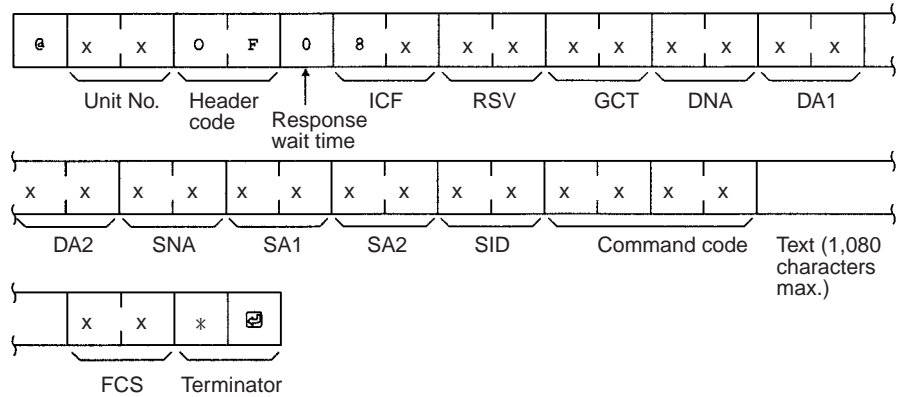 @ x x O F 0 8 x x x x x x x x x
Unit No. Header code Response wait time ICF RSV GCT DNA DA1
x x x x x x x x x x x x x x
DA2 SNA SA1 SA2 SID Command code Text (1,080 characters max.)
x x * ↵
FCS Terminator